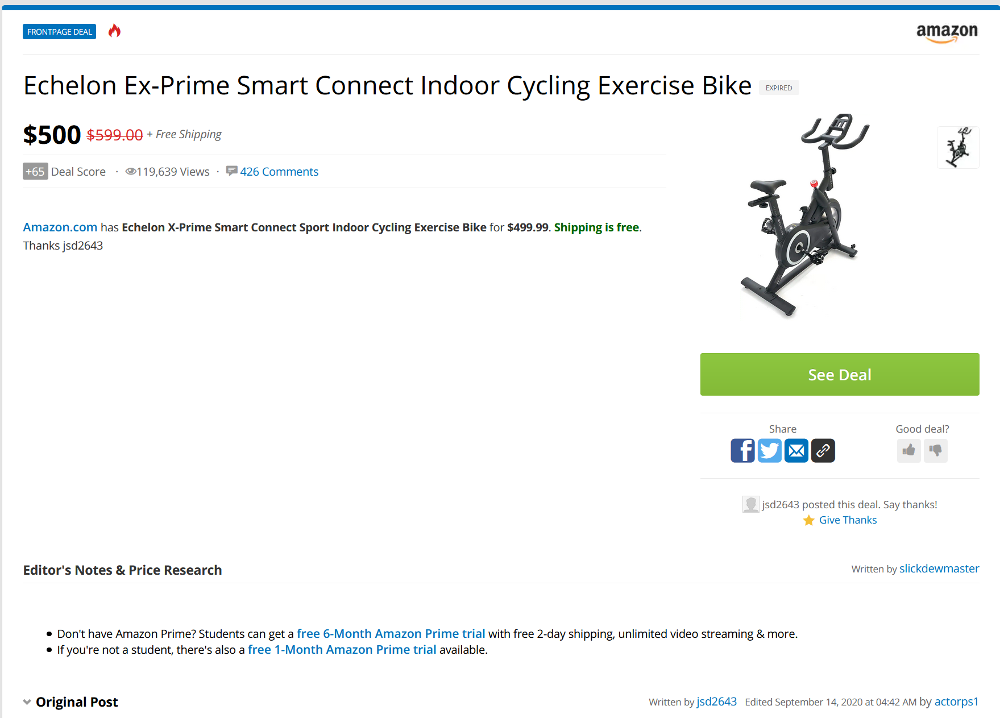 FRONTPAGE DEAL
amazon
Echelon Ex-Prime Smart Connect Indoor Cycling Exercise Bike EXPIRED
$500 $599.00 + Free Shipping
+65 Deal Score · 119,639 Views · 426 Comments
Amazon.com has Echelon X-Prime Smart Connect Sport Indoor Cycling Exercise Bike for $499.99. Shipping is free.
Thanks jsd2643
See Deal
Share
Good deal?
jsd2643 posted this deal. Say thanks!
Give Thanks
Editor's Notes & Price Research
Written by slickdewmaster
• Don't have Amazon Prime? Students can get a free 6-Month Amazon Prime trial with free 2-day shipping, unlimited video streaming & more.
• If you're not a student, there's also a free 1-Month Amazon Prime trial available.
Original Post
Written by jsd2643 Edited September 14, 2020 at 04:42 AM by actorps1